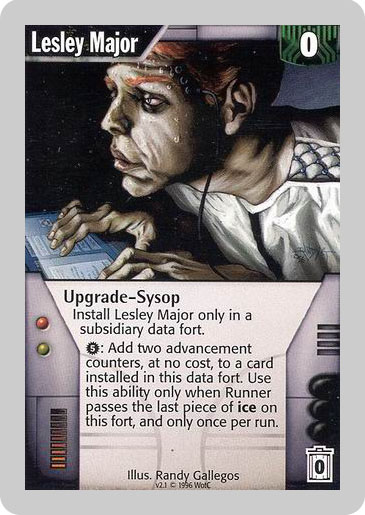 Lesley Major
0
Upgrade-Sysop
Install Lesley Major only in a
subsidiary data fort.
5: Add two advancement
counters, at no cost, to a card
installed in this data fort. Use
this ability only when Runner
passes the last piece of ice on
this fort, and only once per run.
0
Illus. Randy Gallegos
v2.1 © 1996 WotC